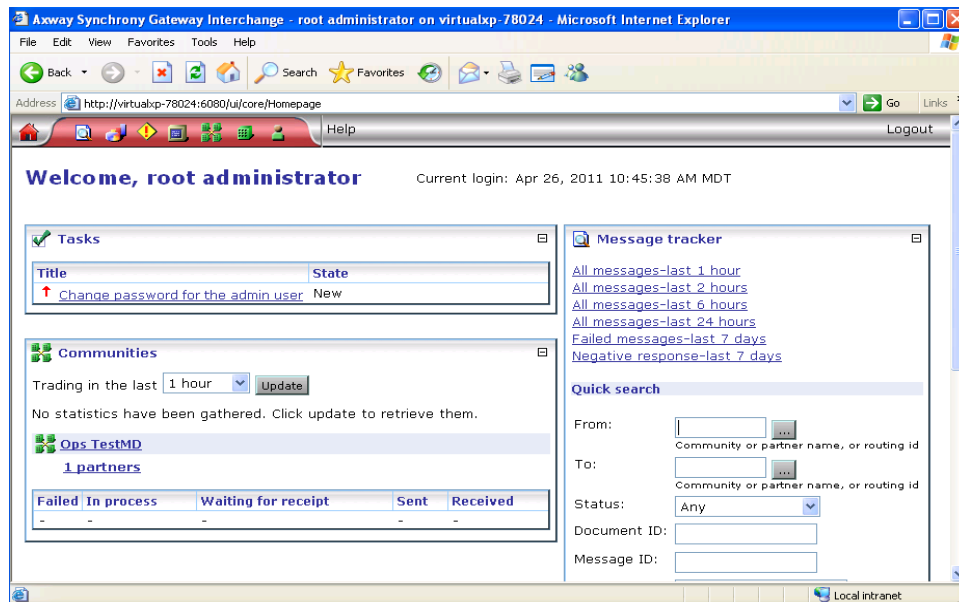 Axway Synchrony Gateway Interchange - root administrator on virtualxp-78024 - Microsoft Internet Explorer
File Edit View Favorites Tools Help
Back Search Favorites
Address http://virtualxp-78024:6080/ui/core/Homepage Go Links
Help Logout
Welcome, root administrator Current login: Apr 26, 2011 10:45:38 AM MDT
Tasks
Title State
Change password for the admin user New
Communities
Trading in the last 1 hour Update
No statistics have been gathered. Click update to retrieve them.
Ops TestMD
1 partners
Failed In process Waiting for receipt Sent Received
- - - - -
Message tracker
All messages-last 1 hour
All messages-last 2 hours
All messages-last 6 hours
All messages-last 24 hours
Failed messages-last 7 days
Negative response-last 7 days
Quick search
From: ...
Community or partner name, or routing id
To: ...
Community or partner name, or routing id
Status: Any
Document ID:
Message ID:
Local intranet